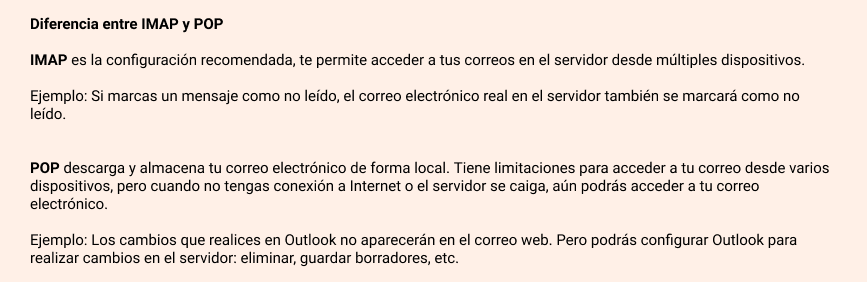 Diferencia entre IMAP y POP
IMAP es la configuración recomendada, te permite acceder a tus correos en el servidor desde múltiples dispositivos.
Ejemplo: Si marcas un mensaje como no leído, el correo electrónico real en el servidor también se marcará como no
leído.
POP descarga y almacena tu correo electrónico de forma local. Tiene limitaciones para acceder a tu correo desde varios
dispositivos, pero cuando no tengas conexión a Internet o el servidor se caiga, aún podrás acceder a tu correo
electrónico.
Ejemplo: Los cambios que realices en Outlook no aparecerán en el correo web. Pero podrás configurar Outlook para
realizar cambios en el servidor: eliminar, guardar borradores, etc.